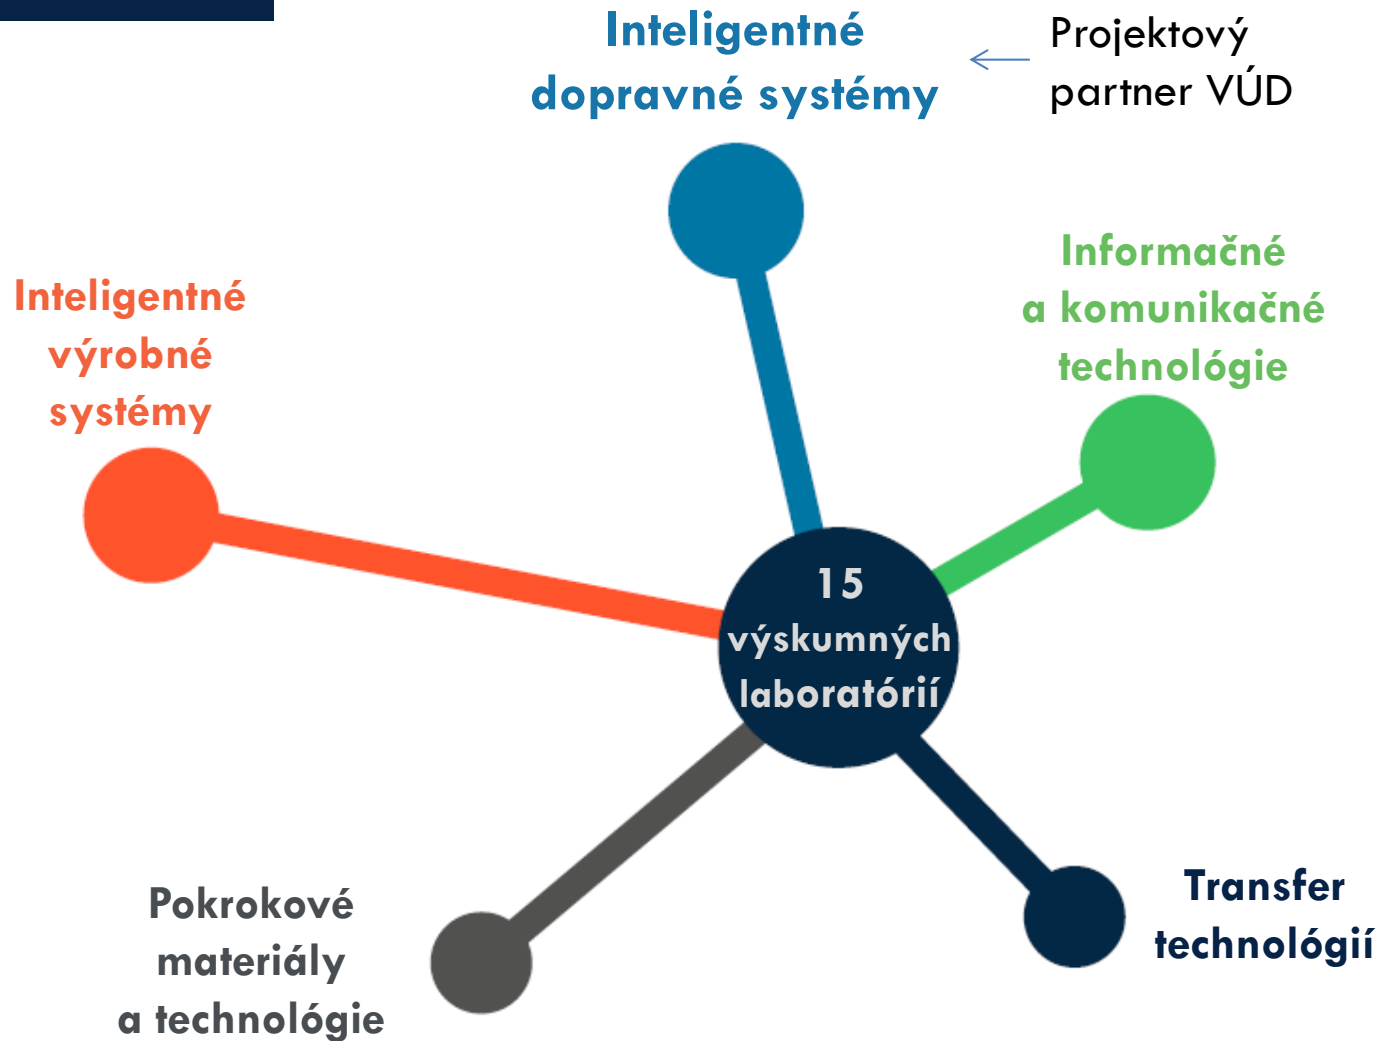 Inteligentné
dopravné systémy
Projektový
partner VÚD
Informačné
a komunikačné
technológie
Inteligentné
výrobné
systémy
15
výskumných
laboratórií
Pokrokové
materiály
a technológie
Transfer
technológií